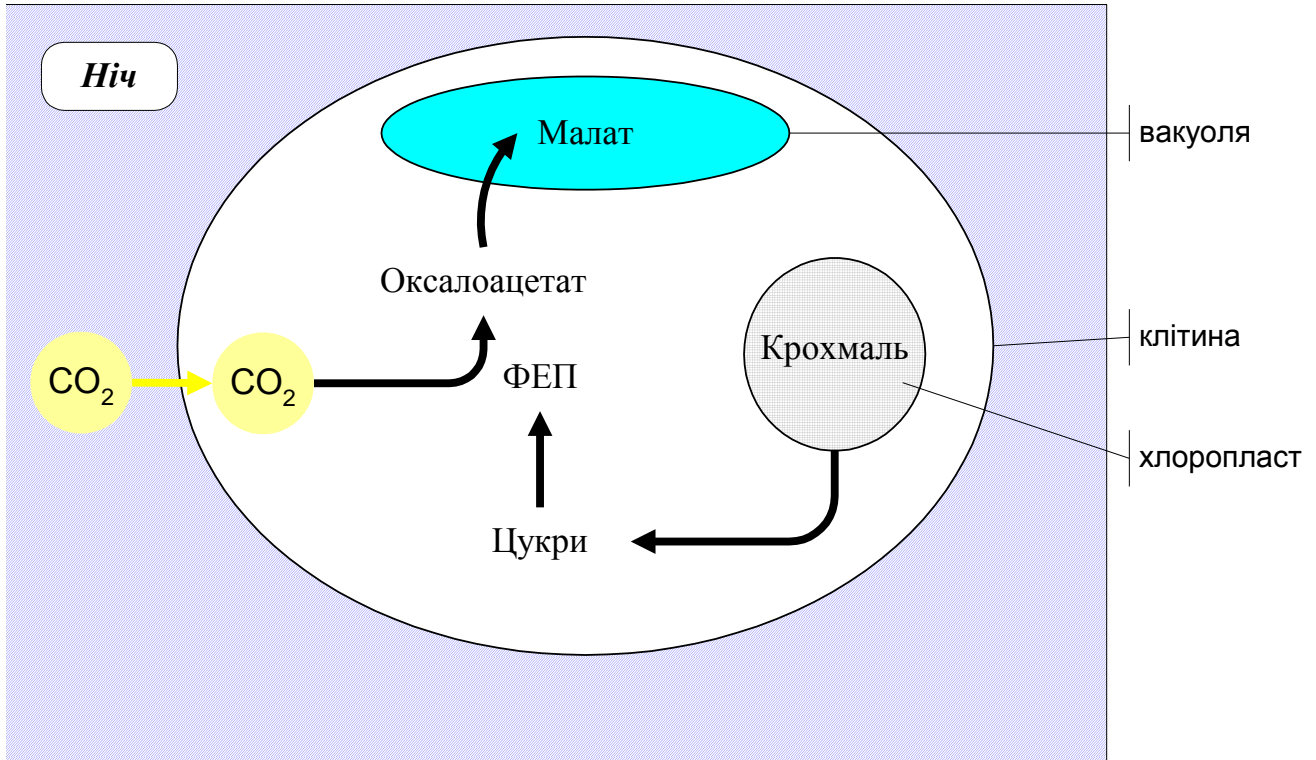 Ніч
Малат
вакуоля
Оксалоацетат
Крохмаль
клітина
CO2
CO2
ФЕП
хлоропласт
Цукри